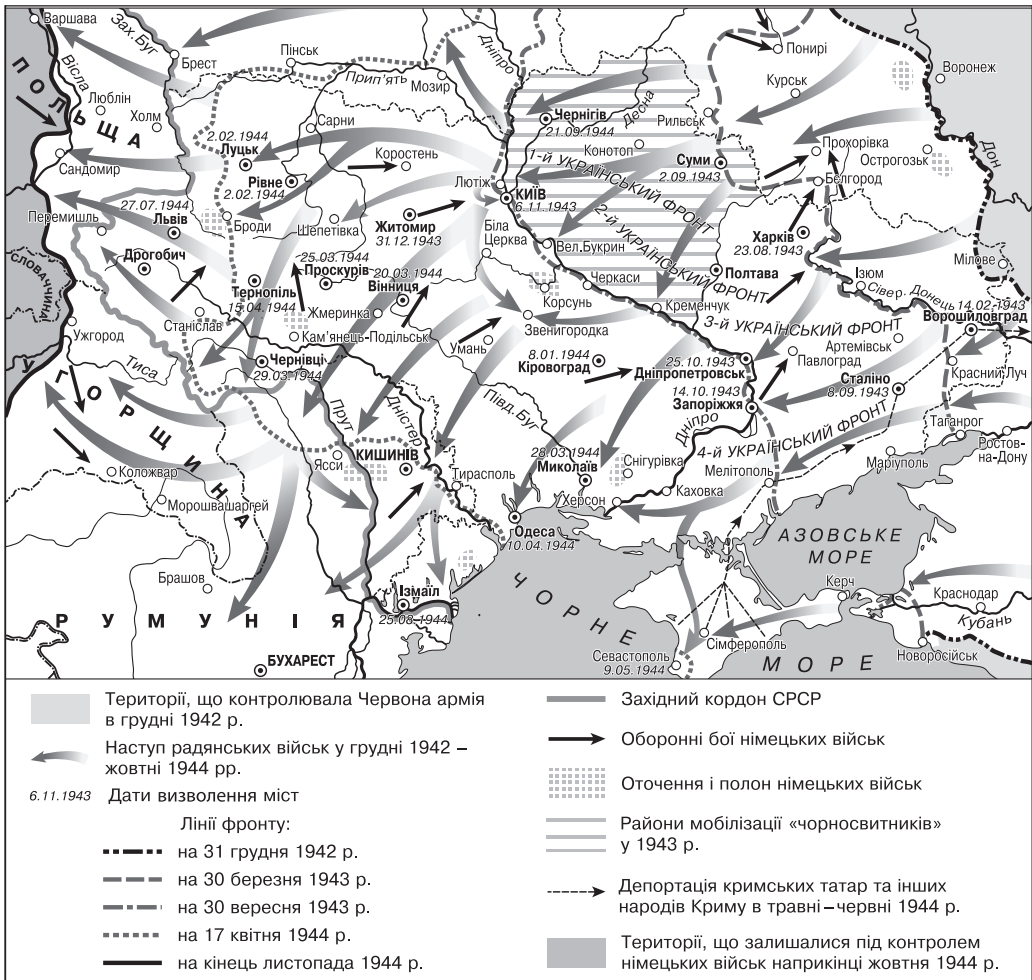 Варшава
Зах. Буг
Брест
Пінськ
Прип'ять
Мозир
Дніпро
Понирі
Курськ
Воронеж
Вісла
ПОЛЬЩА
Люблін
Холм
Сандомир
Перемишль
2.02.1944
Луцьк
Сарни
Рівне
2.02.1944
Коростень
Чернігів
21.09.1944
Десна
Рильськ
Конотоп
Суми
2.09.1943
Прохорівка
Острогозьк
Дон
Бєлгород
1-й УКРАЇНСЬКИЙ ФРОНТ
Лютіж
КИЇВ
6.11.1943
27.07.1944
Львів
Броди
Шепетівка
Житомир
31.12.1943
Біла
Церква
Вел. Букрин
2-й УКРАЇНСЬКИЙ ФРОНТ
Харків
23.08.1943
СЛОВАЧЧИНА
Дрогобич
25.03.1944
Проскурів
20.03.1944
Вінниця
Черкаси
Полтава
Ізюм
Мілове
Тернопіль
15.04.1944
Жмеринка
Корсунь
Кременчук
Сівер. Донець
14.02.1943
Ворошиловград
Станіслав
Кам'янець-Подільськ
Звенигородка
3-й УКРАЇНСЬКИЙ ФРОНТ
Ужгород
Чернівці
29.03.1944
Умань
8.01.1944
Кіровоград
25.10.1943
Дніпропетровськ
Павлоград
Артемівськ
Красний Луч
Тиса
УГОРЩИНА
14.10.1943
Запоріжжя
Сталіно
8.09.1943
Прут
Дністер
Півд. Буг
Дніпро
4-й УКРАЇНСЬКИЙ ФРОНТ
Таганрог
Ростов-
на-Дону
Коложвар
Ясси
КИШИНІВ
28.03.1944
Миколаїв
Снігурівка
Мелітополь
Маріуполь
Морошвашаргей
Тирасполь
Херсон
Каховка
Одеса
10.04.1944
АЗОВСЬКЕ
МОРЕ
Брашов
Ізмаїл
25.08.1944
РУМУНІЯ
БУХАРЕСТ
ЧОРНЕ МОРЕ
Керч
Краснодар
Кубань
Сімферополь
Севастополь
9.05.1944
Новоросійськ
Території, що контролювала Червона армія
в грудні 1942 р.
Наступ радянських військ у грудні 1942 –
жовтні 1944 рр.
6.11.1943 Дати визволення міст
Лінії фронту:
на 31 грудня 1942 р.
на 30 березня 1943 р.
на 30 вересня 1943 р.
на 17 квітня 1944 р.
на кінець листопада 1944 р.
Західний кордон СРСР
Оборонні бої німецьких військ
Оточення і полон німецьких військ
Райони мобілізації «чорносвитників»
у 1943 р.
Депортація кримських татар та інших
народів Криму в травні–червні 1944 р.
Території, що залишалися під контролем
німецьких військ наприкінці жовтня 1944 р.